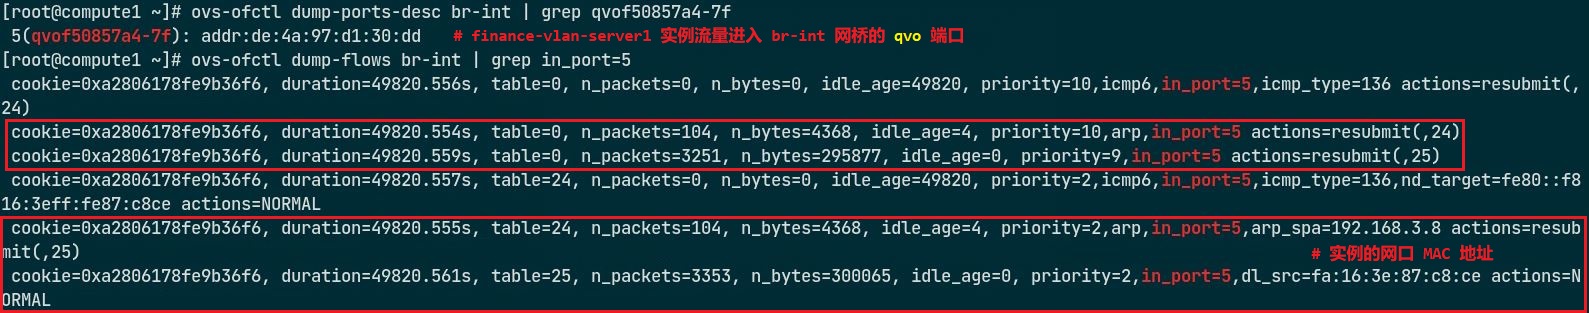 [root@compute1 ~]# ovs-ofctl dump-ports-desc br-int | grep qvof50857a4-7f
 5(qvof50857a4-7f): addr:de:4a:97:d1:30:dd   # finance-vlan-server1 实例流量进入 br-int 网桥的 qvo 端口
[root@compute1 ~]# ovs-ofctl dump-flows br-int | grep in_port=5
 cookie=0xa2806178fe9b36f6, duration=49820.556s, table=0, n_packets=0, n_bytes=0, idle_age=49820, priority=10,icmp6,in_port=5,icmp_type=136 actions=resubmit(,
24)
 cookie=0xa2806178fe9b36f6, duration=49820.554s, table=0, n_packets=104, n_bytes=4368, idle_age=4, priority=10,arp,in_port=5 actions=resubmit(,24)
 cookie=0xa2806178fe9b36f6, duration=49820.559s, table=0, n_packets=3251, n_bytes=295877, idle_age=0, priority=9,in_port=5 actions=resubmit(,25)
 cookie=0xa2806178fe9b36f6, duration=49820.557s, table=24, n_packets=0, n_bytes=0, idle_age=49820, priority=2,icmp6,in_port=5,icmp_type=136,nd_target=fe80::f8
16:3eff:fe87:c8ce actions=NORMAL
 cookie=0xa2806178fe9b36f6, duration=49820.555s, table=24, n_packets=104, n_bytes=4368, idle_age=4, priority=2,arp,in_port=5,arp_spa=192.168.3.8 actions=resub
mit(,25)   # 实例的网口 MAC 地址
 cookie=0xa2806178fe9b36f6, duration=49820.561s, table=25, n_packets=3353, n_bytes=300065, idle_age=0, priority=2,in_port=5,dl_src=fa:16:3e:87:c8:ce actions=N
ORMAL